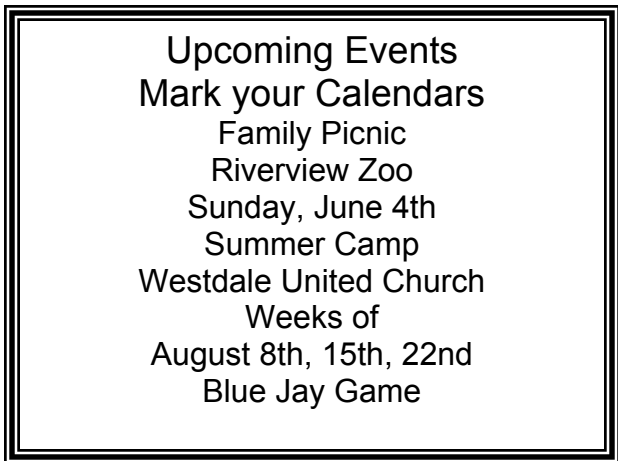 Upcoming Events
Mark your Calendars
Family Picnic
Riverview Zoo
Sunday, June 4th
Summer Camp
Westdale United Church
Weeks of
August 8th, 15th, 22nd
Blue Jay Game